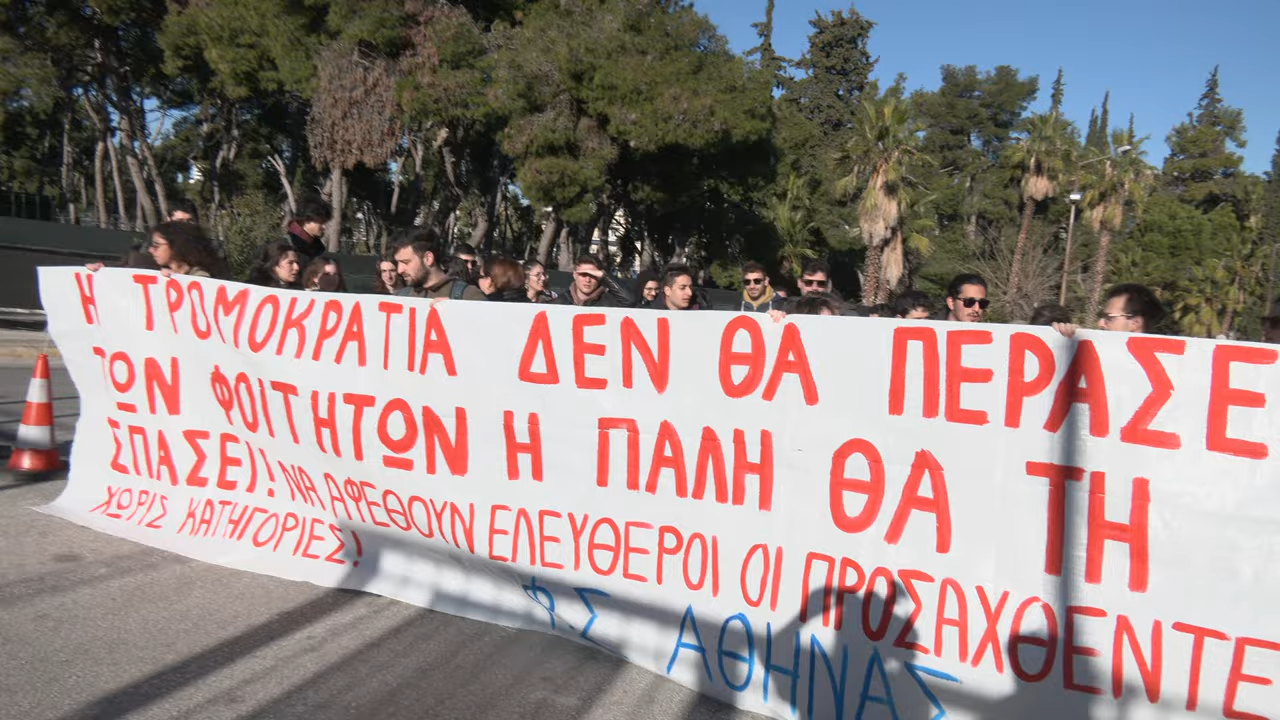 Η ΤΡΟΜΟΚΡΑΤΙΑ ΔΕΝ ΘΑ ΠΕΡΑΣΕ
ΤΩΝ ΦΟΙΤΗΤΩΝ Η ΠΑΛΗ ΘΑ ΤΗ
ΣΠΑΣΕΙ! ΝΑ ΑΦΕΘΟΥΝ ΕΛΕΥΘΕΡΟΙ ΟΙ ΠΡΟΣΑΧΘΕΝΤΕ
ΧΩΡΙΣ ΚΑΤΗΓΟΡΙΕΣ!
Φ.Σ ΑΘΗΝΑΣ